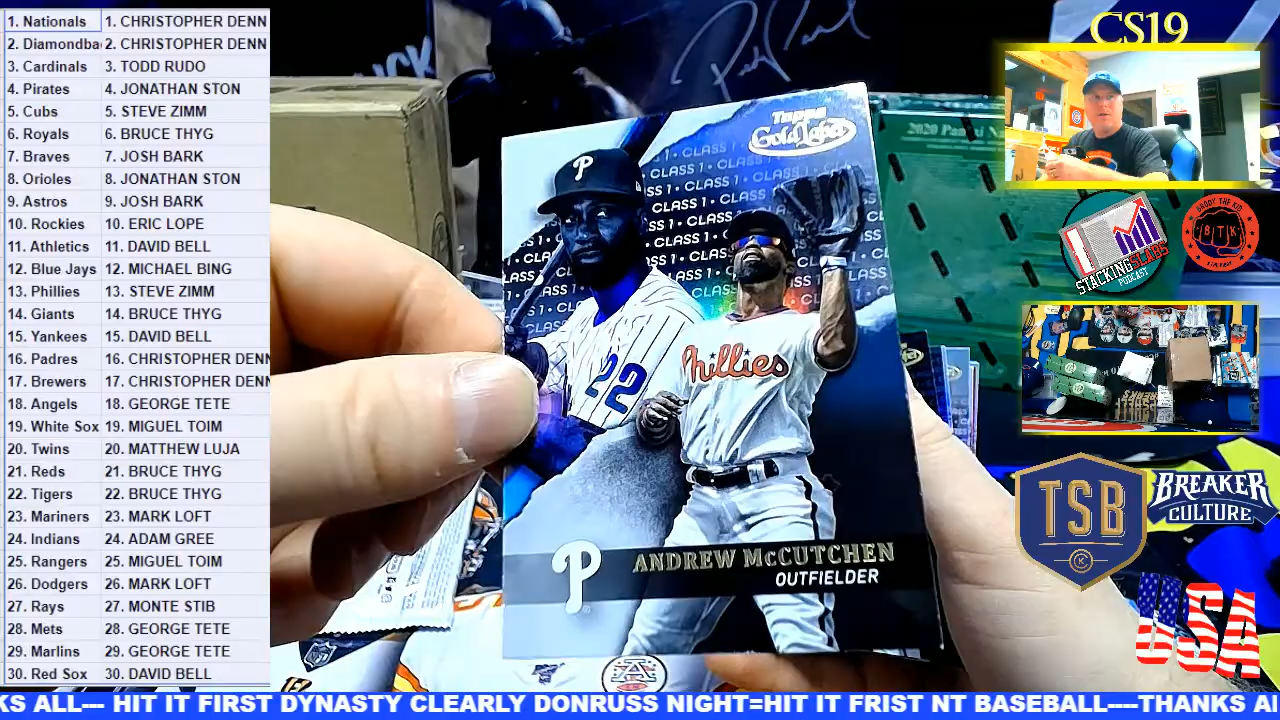 1. Nationals 1. CHRISTOPHER DENN
2. Diamondba 2. CHRISTOPHER DENN
3. Cardinals 3. TODD RUDO
4. Pirates 4. JONATHAN STON
5. Cubs 5. STEVE ZIMM
6. Royals 6. BRUCE THYG
7. Braves 7. JOSH BARK
8. Orioles 8. JONATHAN STON
9. Astros 9. JOSH BARK
10. Rockies 10. ERIC LOPE
11. Athletics 11. DAVID BELL
12. Blue Jays 12. MICHAEL BING
13. Phillies 13. STEVE ZIMM
14. Giants 14. BRUCE THYG
15. Yankees 15. DAVID BELL
16. Padres 16. CHRISTOPHER DENN
17. Brewers 17. CHRISTOPHER DENN
18. Angels 18. GEORGE TETE
19. White Sox 19. MIGUEL TOIM
20. Twins 20. MATTHEW LUJA
21. Reds 21. BRUCE THYG
22. Tigers 22. BRUCE THYG
23. Mariners 23. MARK LOFT
24. Indians 24. ADAM GREE
25. Rangers 25. MIGUEL TOIM
26. Dodgers 26. MARK LOFT
27. Rays 27. MONTE STIB
28. Mets 28. GEORGE TETE
29. Marlins 29. GEORGE TETE
30. Red Sox 30. DAVID BELL
Topps
Gold Label
CLASS 1 • CLASS 1
P
22
Phillies
P
ANDREW McCUTCHEN
OUTFIELDER
2020
CS19
STACKING SLABS
PODCAST
BRODY THE KID
BTK
TSB
K
BREAKER
CULTURE
USA
KS ALL--- HIT IT FIRST DYNASTY CLEARLY DONRUSS NIGHT=HIT IT FRIST NT BASEBALL----THANKS AL